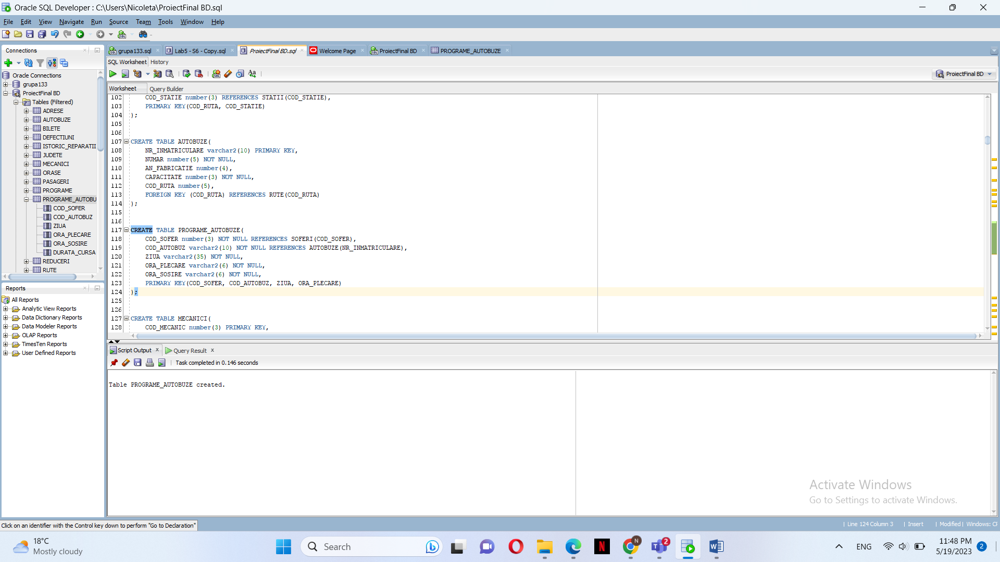 Oracle SQL Developer : C:\Users\Nicoleta\ProiectFinal BD.sql
File Edit View Navigate Run Source Team Tools Window Help
Connections
Oracle Connections
grupa133
ProiectFinal BD
Tables (Filtered)
ADRESE
AUTOBUZE
BILETE
DEFECTIUNI
ISTORIC_REPARATII
JUDETE
MECANICI
ORASE
PASAGERI
PROGRAME
PROGRAME_AUTOBU
COD_SOFER
COD_AUTOBUZ
ZIUA
ORA_PLECARE
ORA_SOSIRE
DURATA_CURSA
REDUCERI
RUTE
Reports
All Reports
Analytic View Reports
Data Dictionary Reports
Data Modeler Reports
OLAP Reports
TimesTen Reports
User Defined Reports
grupa133.sql Lab5 - S6 - Copy.sql ProiectFinal BD.sql Welcome Page ProiectFinal BD PROGRAME_AUTOBUZE
SQL Worksheet History
ProiectFinal BD
Worksheet Query Builder
102 COD_STATIE number(3) REFERENCES STATII(COD_STATIE),
103 PRIMARY KEY(COD_RUTA, COD_STATIE)
104 );
105
106
107 CREATE TABLE AUTOBUZE(
108 NR_INMATRICULARE varchar2(10) PRIMARY KEY,
109 NUMAR number(5) NOT NULL,
110 AN_FABRICATIE number(4),
111 CAPACITATE number(3) NOT NULL,
112 COD_RUTA number(5),
113 FOREIGN KEY (COD_RUTA) REFERENCES RUTE(COD_RUTA)
114 );
115
116
117 CREATE TABLE PROGRAME_AUTOBUZE(
118 COD_SOFER number(3) NOT NULL REFERENCES SOFERI(COD_SOFER),
119 COD_AUTOBUZ varchar2(10) NOT NULL REFERENCES AUTOBUZE(NR_INMATRICULARE),
120 ZIUA varchar2(35) NOT NULL,
121 ORA_PLECARE varchar2(6) NOT NULL,
122 ORA_SOSIRE varchar2(6) NOT NULL,
123 PRIMARY KEY(COD_SOFER, COD_AUTOBUZ, ZIUA, ORA_PLECARE)
124 );
125
126
127 CREATE TABLE MECANICI(
128 COD_MECANIC number(3) PRIMARY KEY,
Script Output Query Result
Task completed in 0.146 seconds
Table PROGRAME_AUTOBUZE created.
Activate Windows
Go to Settings to activate Windows.
Click on an identifier with the Control key down to perform "Go to Declaration"
Line 124 Column 3 Insert Modified Windows: CF
18°C
Mostly cloudy
Search
N
2
ENG
11:48 PM
5/19/2023
2